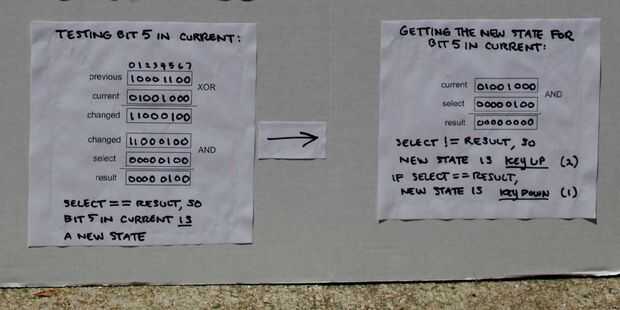 TESTING BIT 5 IN CURRENT:
01234567
previous 10001100
XOR
current 01001000
changed 11000100
changed 11000100
AND
select 00000100
result 00000100
SELECT == RESULT, SO
BIT 5 IN CURRENT IS
A NEW STATE
GETTING THE NEW STATE FOR
BIT 5 IN CURRENT:
current 01001000
AND
select 00000100
result 00000000
SELECT != RESULT, SO
NEW STATE IS KEY UP (2)
IF SELECT == RESULT,
NEW STATE IS KEY DOWN (1)